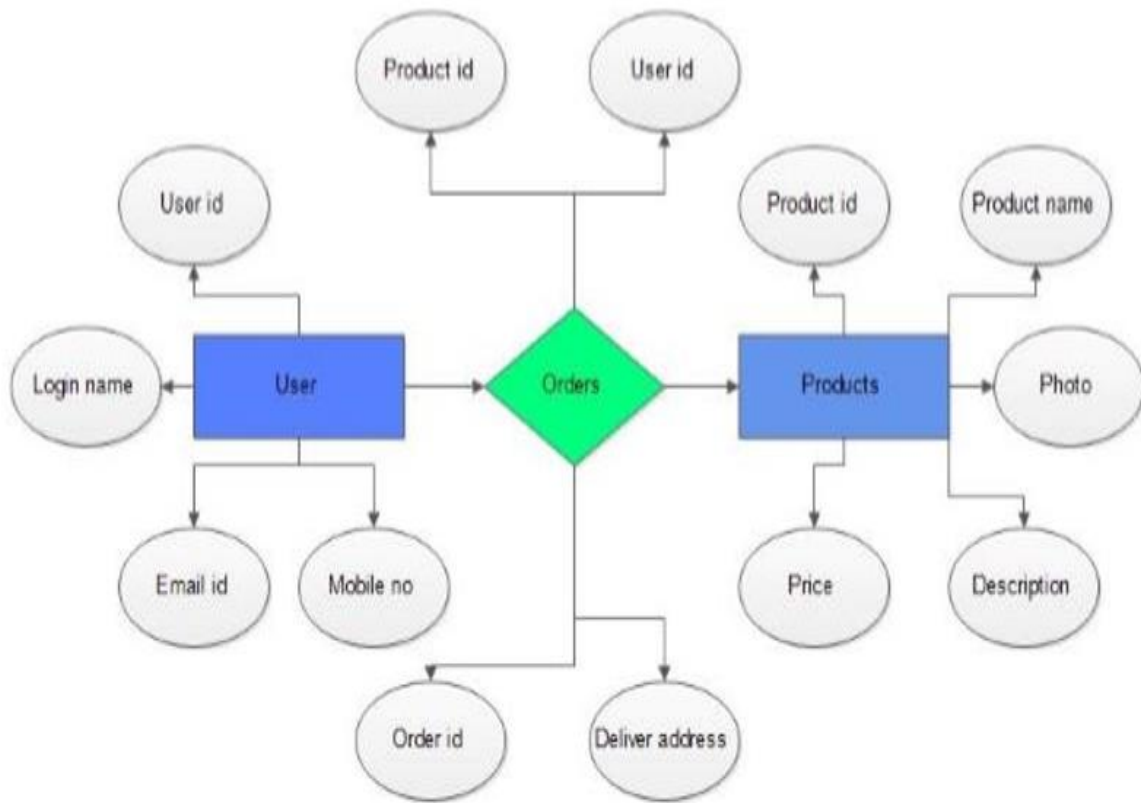 Product id
User id
User id
Product id
Product name
Login name
User
Orders
Products
Photo
Email id
Mobile no
Price
Description
Order id
Deliver address